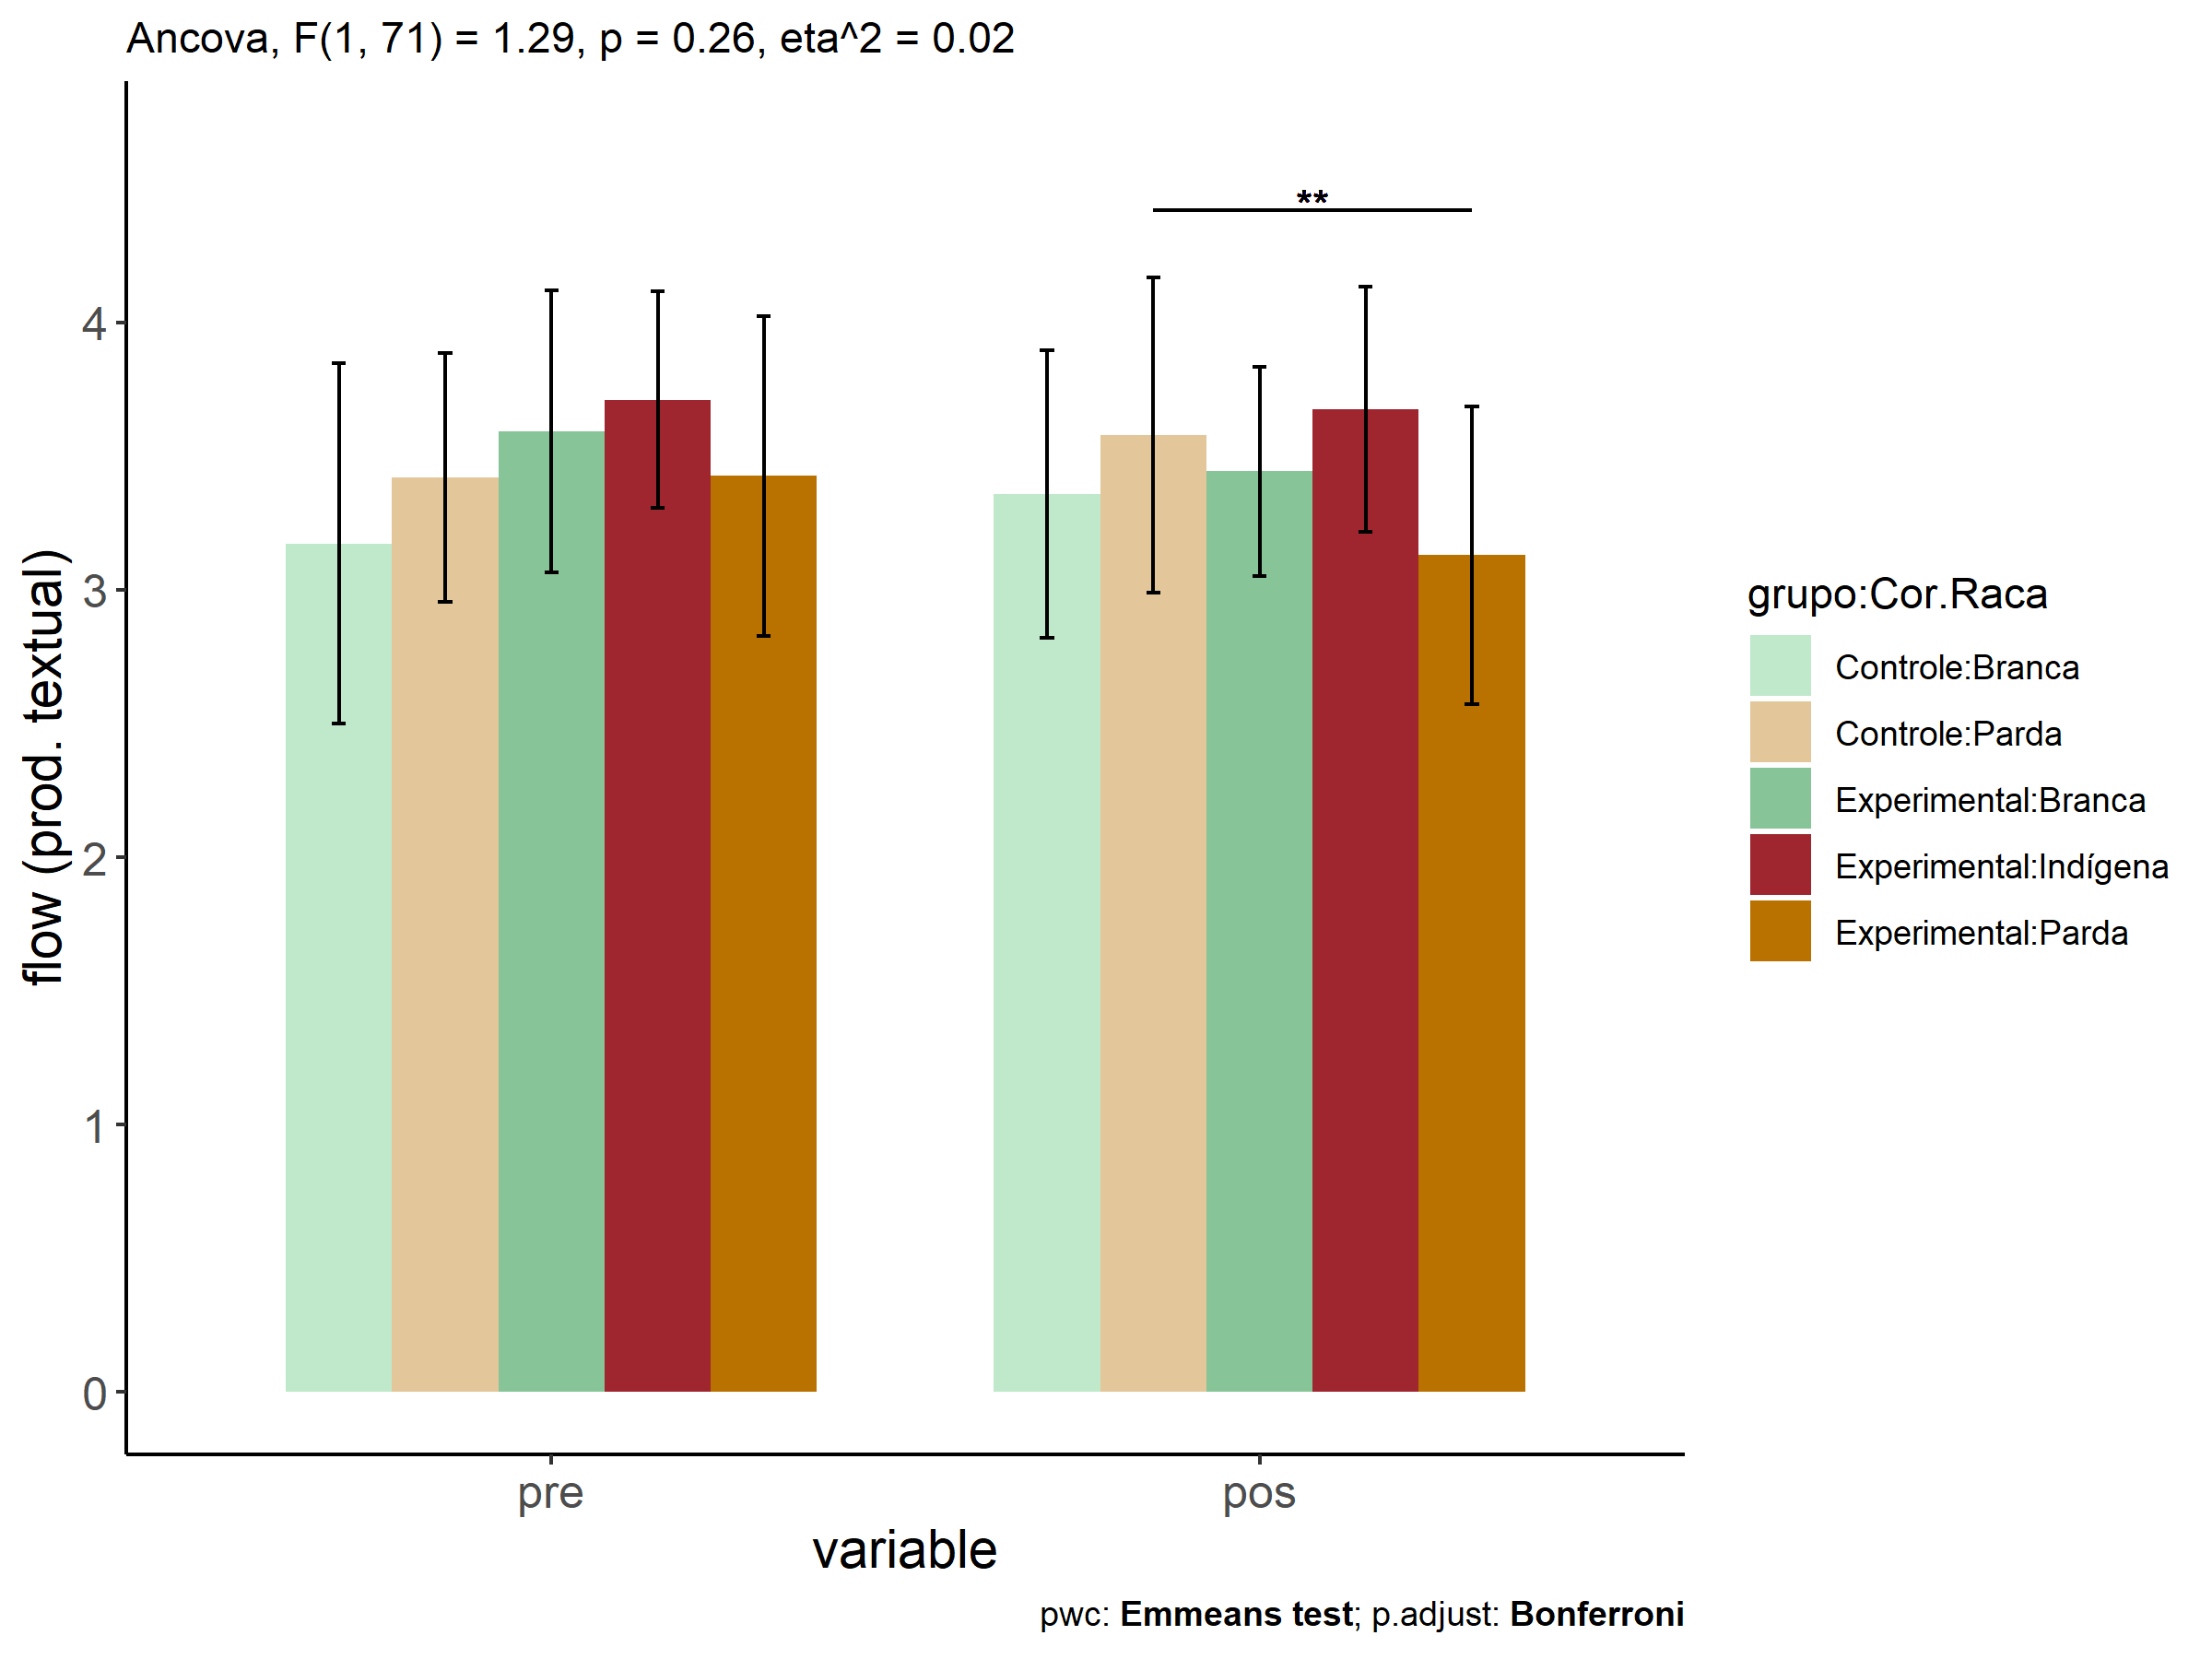 Ancova, F(1, 71) = 1.29, p = 0.26, eta^2 = 0.02
**
flow (prod. textual)
4
3
2
1
0
pre
pos
variable
grupo:Cor.Raca
Controle:Branca
Controle:Parda
Experimental:Branca
Experimental:Indígena
Experimental:Parda
pwc: Emmeans test; p.adjust: Bonferroni